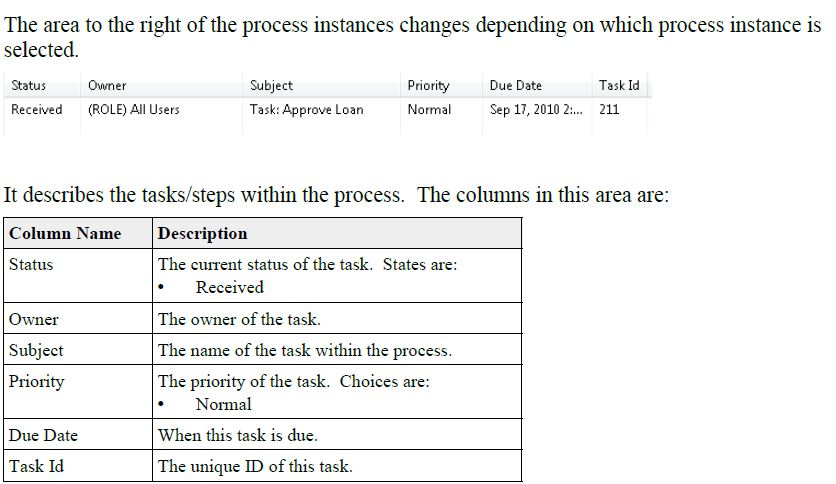 The area to the right of the process instances changes depending on which process instance is
selected.
Status Owner Subject Priority Due Date Task Id
Received (ROLE) All Users Task: Approve Loan Normal Sep 17, 2010 2:... 211
It describes the tasks/steps within the process.  The columns in this area are:
Column Name Description
Status The current status of the task.  States are:
• Received
Owner The owner of the task.
Subject The name of the task within the process.
Priority The priority of the task.  Choices are:
• Normal
Due Date When this task is due.
Task Id The unique ID of this task.